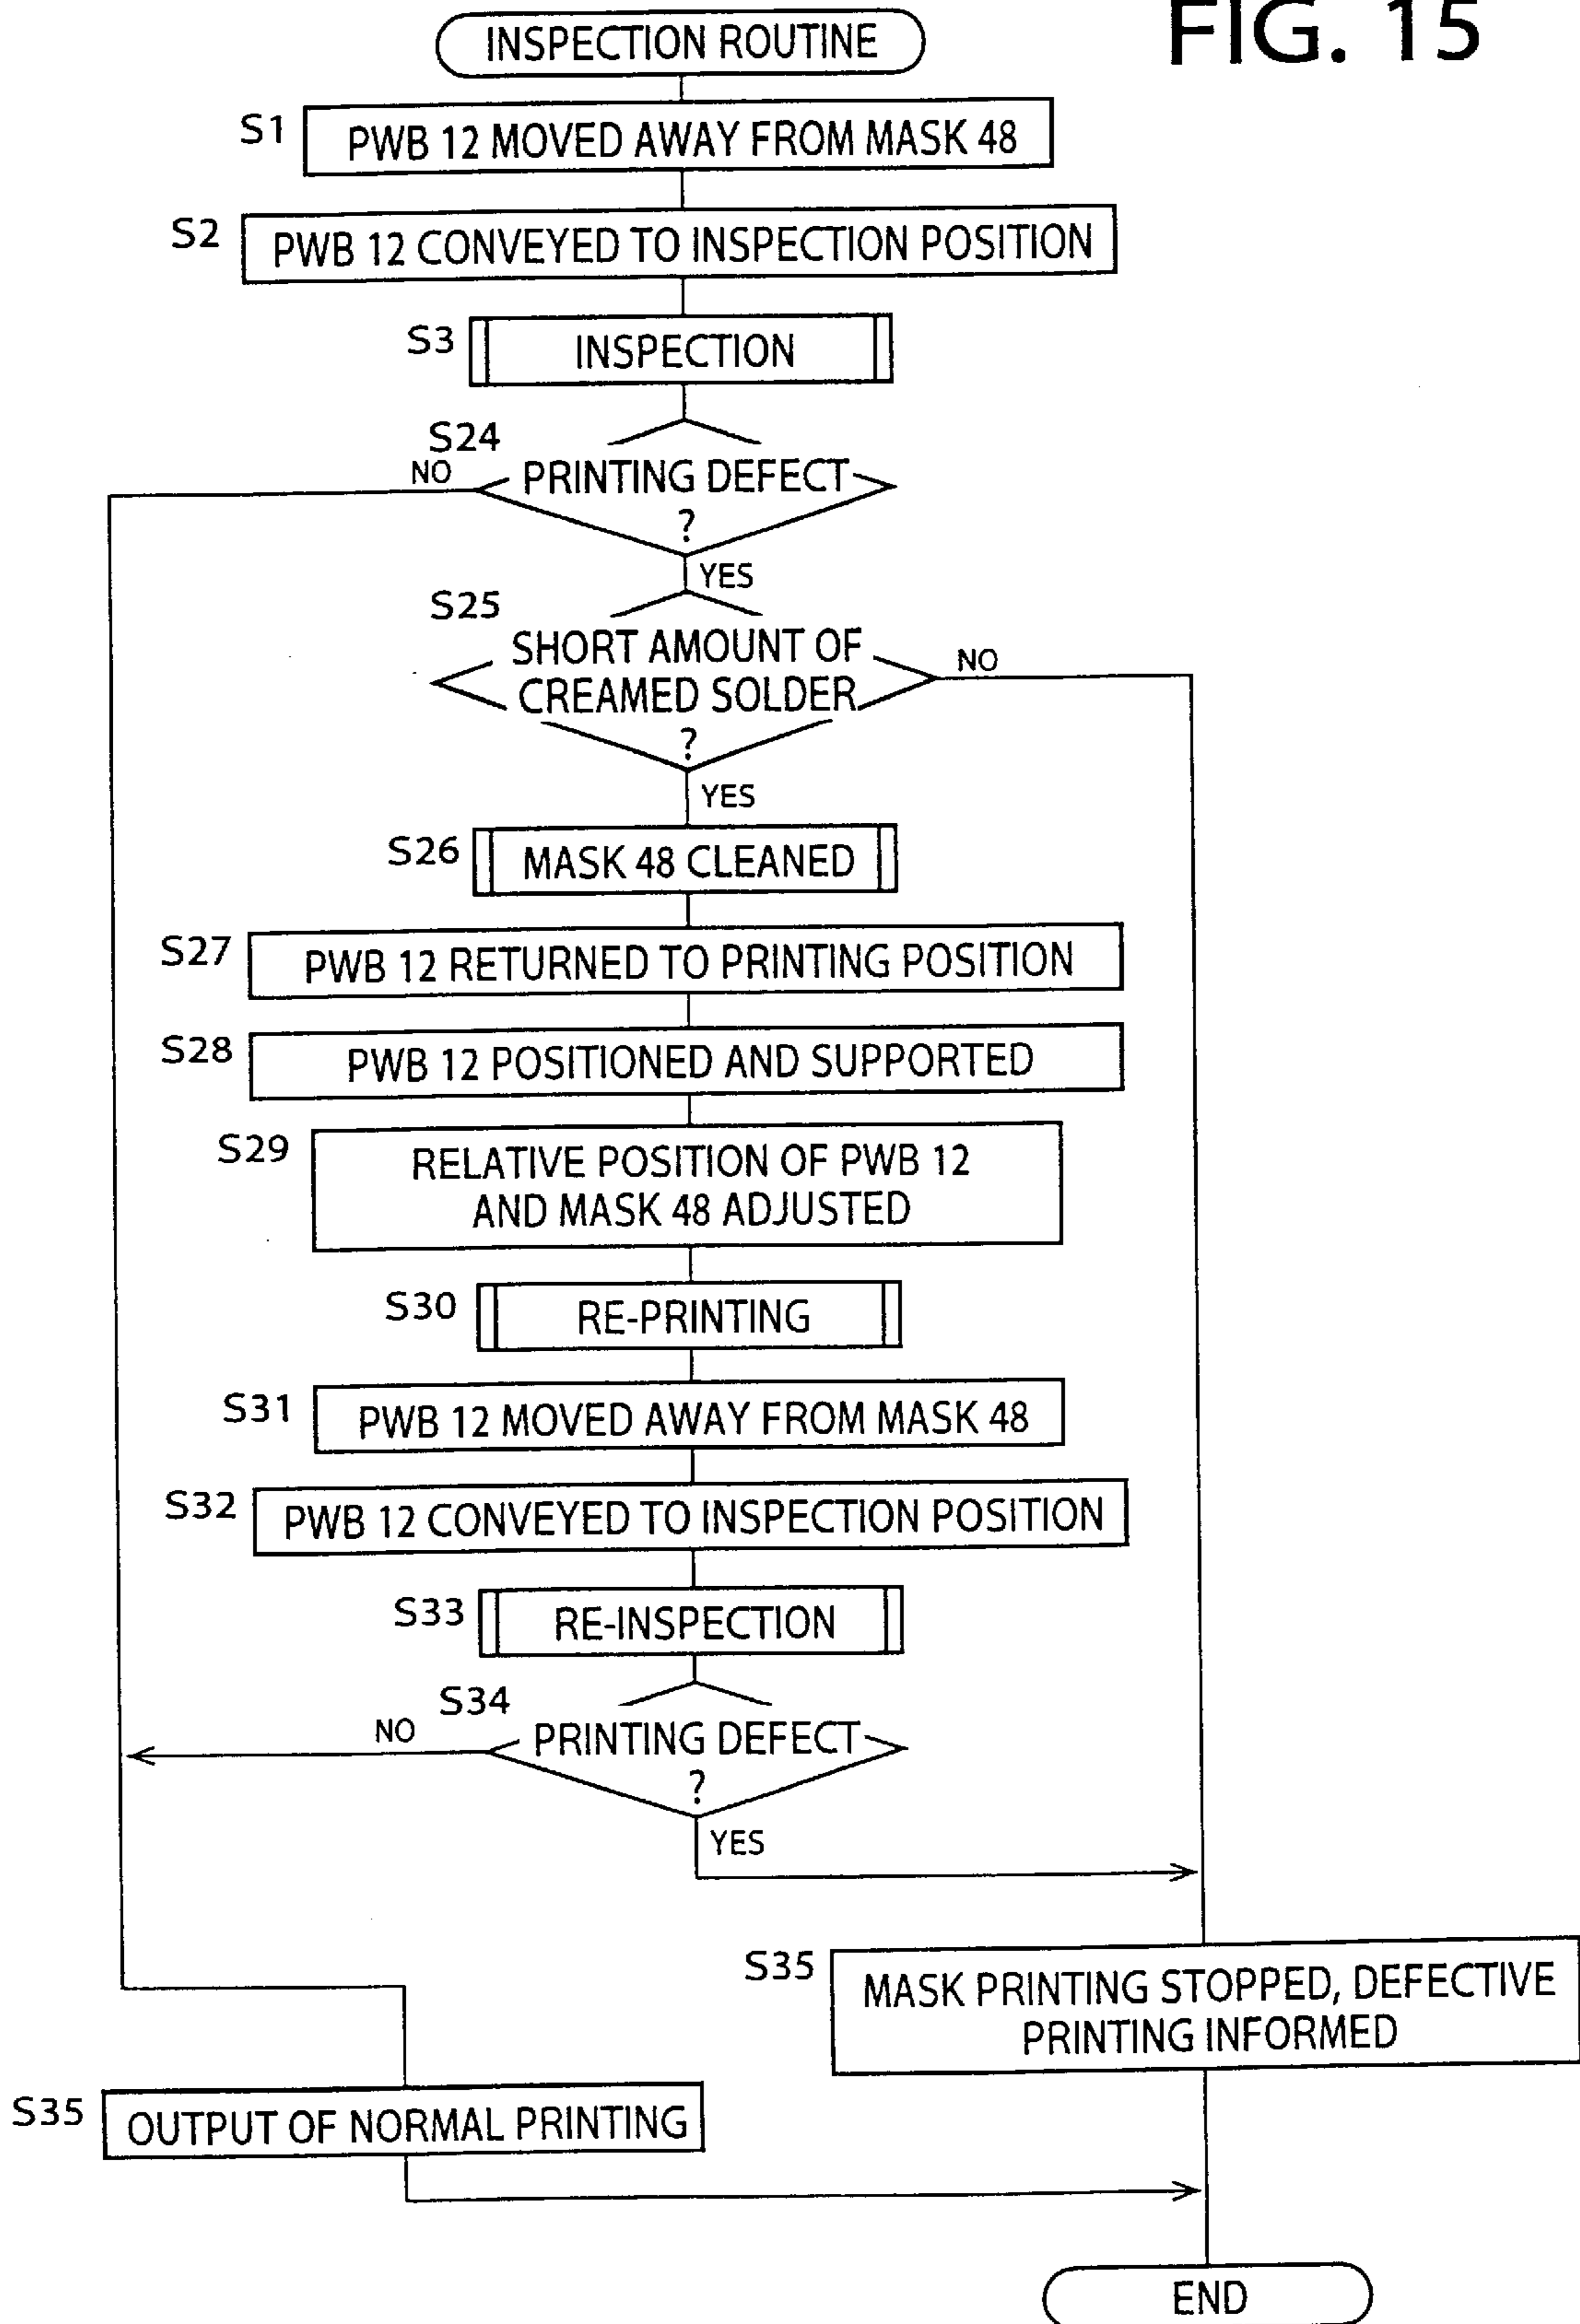 FIG. 15
INSPECTION ROUTINE
S1
PWB 12 MOVED AWAY FROM MASK 48
S2
PWB 12 CONVEYED TO INSPECTION POSITION
S3
INSPECTION
S24
NO
PRINTING DEFECT
?
YES
S25
SHORT AMOUNT OF
CREAMED SOLDER
?
NO
YES
S26
MASK 48 CLEANED
S27
PWB 12 RETURNED TO PRINTING POSITION
S28
PWB 12 POSITIONED AND SUPPORTED
S29
RELATIVE POSITION OF PWB 12
AND MASK 48 ADJUSTED
S30
RE-PRINTING
S31
PWB 12 MOVED AWAY FROM MASK 48
S32
PWB 12 CONVEYED TO INSPECTION POSITION
S33
RE-INSPECTION
S34
NO
PRINTING DEFECT
?
YES
S35
MASK PRINTING STOPPED, DEFECTIVE
PRINTING INFORMED
S35
OUTPUT OF NORMAL PRINTING
END